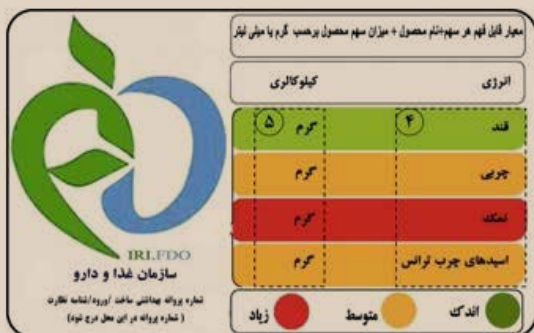 معیار قابل فهم هر سهم+نام محصول + میزان سهم محصول برحسب گرم یا میلی لیتر
انرژی کیلوکالری
قند ۴ گرم ۵
چربی گرم
نمک گرم
اسیدهای چرب ترانس گرم
اندک متوسط زیاد
IRI.FDO
سازمان غذا و دارو
شماره پروانه بهداشتی ساخت /ورود/شناسه نظارت
( شماره پروانه در این محل درج شود)